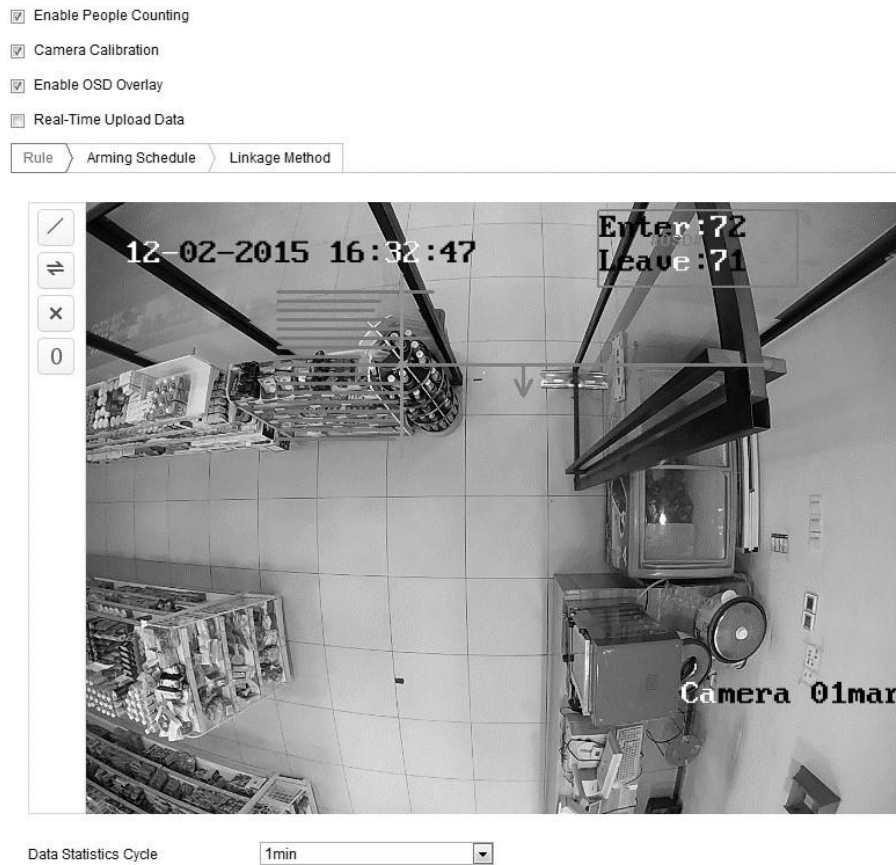 Enable People Counting
Camera Calibration
Enable OSD Overlay
Real-Time Upload Data
Rule
Arming Schedule
Linkage Method
12-02-2015 16:32:47
Enter:72
Leave:71
0
Camera 01mar
Data Statistics Cycle
1min